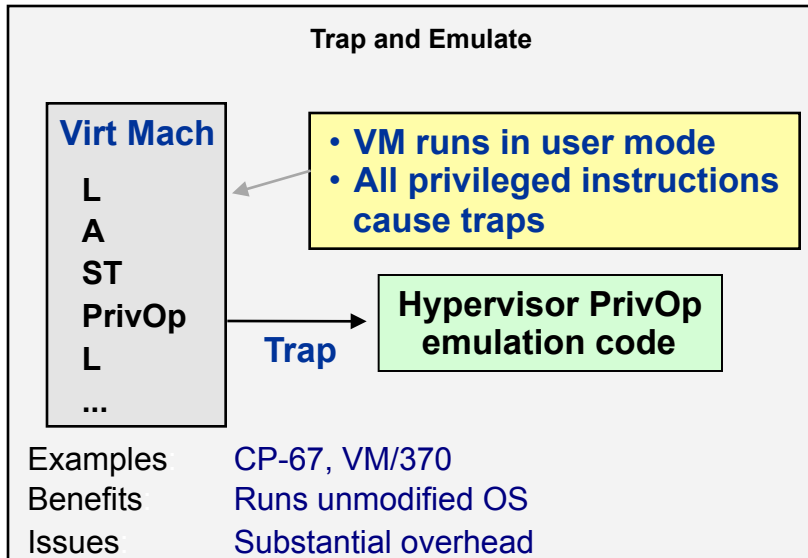 Trap and Emulate
Virt Mach
L
A
ST
PrivOp
L
...
• VM runs in user mode
• All privileged instructions
cause traps
Trap
Hypervisor PrivOp
emulation code
Examples: CP-67, VM/370
Benefits: Runs unmodified OS
Issues: Substantial overhead